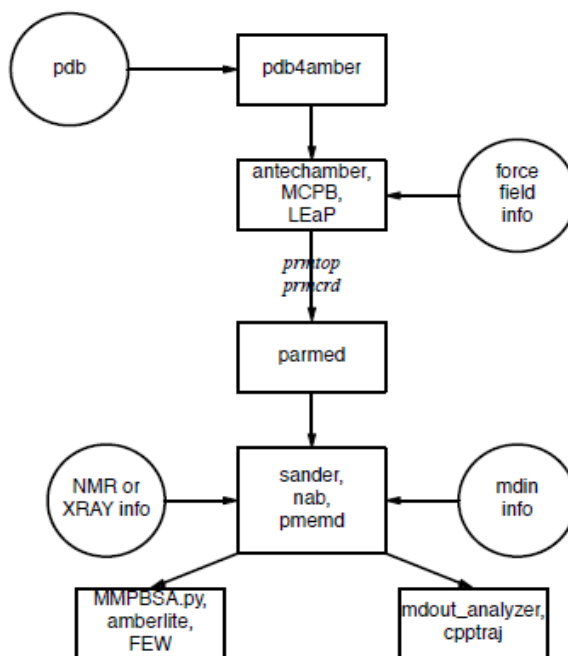 pdb
pdb4amber
antechamber,
MCPB,
LEaP
force
field
info
prmtop
prmcrd
parmed
NMR or
XRAY info
sander,
nab,
pmemd
mdin
info
MMPBSA.py,
amberlite,
FEW
mdout_analyzer,
cpptraj